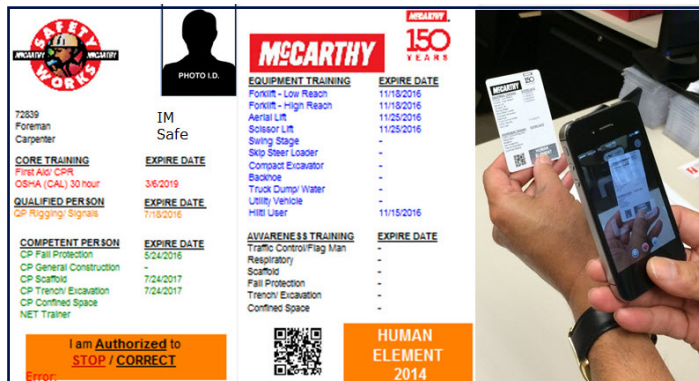 SAFETY
McCARTHY McCARTHY
WORKS
PHOTO I.D.
72839
Foreman
Carpenter
IM
Safe
CORE TRAINING EXPIRE DATE
First Aid/ CPR
OSHA (CAL) 30 hour 3/6/2019
QUALIFIED PERSON EXPIRE DATE
QP Rigging/ Signals 7/18/2016
COMPETENT PERSON EXPIRE DATE
CP Fall Protection 5/24/2016
CP General Construction -
CP Scaffold 7/24/2017
CP Trench/ Excavation 7/24/2017
CP Confined Space
NET Trainer
I am Authorized to
STOP / CORRECT
Error:
McCARTHY
McCARTHY
150
YEARS
EQUIPMENT TRAINING EXPIRE DATE
Forklift - Low Reach 11/18/2016
Forklift - High Reach 11/18/2016
Aerial Lift 11/25/2016
Scissor Lift 11/25/2016
Swing Stage -
Skip Steer Loader -
Compact Excavator -
Backhoe -
Truck Dump/ Water -
Utility Vehicle -
Hilti User 11/15/2016
AWARENESS TRAINING EXPIRE DATE
Traffic Control/Flag Man -
Respiratory -
Scaffold -
Fall Protection -
Trench/ Excavation -
Confined Space -
HUMAN
ELEMENT
2014
McCARTHY